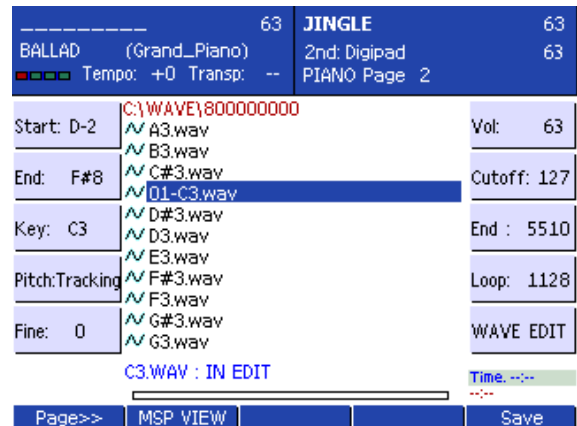 __________ 63
BALLAD (Grand_Piano)
Tempo: +0 Transp: --
JINGLE 63
2nd: Digipad 63
PIANO Page 2
Start: D-2
End: F#8
Key: C3
Pitch:Tracking
Fine: 0
C:\WAVE\800000000
A3.wav
B3.wav
C#3.wav
01-C3.wav
D#3.wav
D3.wav
E3.wav
F#3.wav
F3.wav
G#3.wav
G3.wav
C3.WAV : IN EDIT
Vol: 63
Cutoff: 127
End : 5510
Loop: 1128
WAVE EDIT
Time. --:--
--:--
Page>> MSP VIEW Save